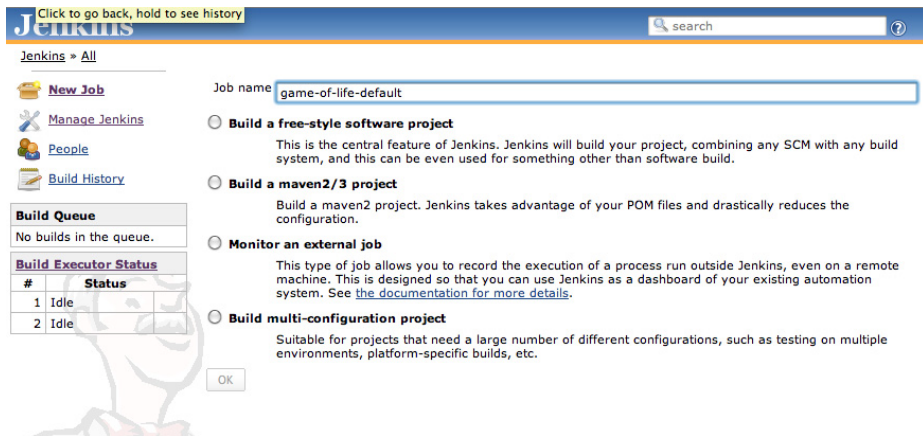 Click to go back, hold to see history
Jenkins
search
?
Jenkins » All
New Job
Manage Jenkins
People
Build History
Build Queue
No builds in the queue.
Build Executor Status
# Status
1 Idle
2 Idle
Job name game-of-life-default
Build a free-style software project
This is the central feature of Jenkins. Jenkins will build your project, combining any SCM with any build
system, and this can be even used for something other than software build.
Build a maven2/3 project
Build a maven2 project. Jenkins takes advantage of your POM files and drastically reduces the
configuration.
Monitor an external job
This type of job allows you to record the execution of a process run outside Jenkins, even on a remote
machine. This is designed so that you can use Jenkins as a dashboard of your existing automation
system. See the documentation for more details.
Build multi-configuration project
Suitable for projects that need a large number of different configurations, such as testing on multiple
environments, platform-specific builds, etc.
OK